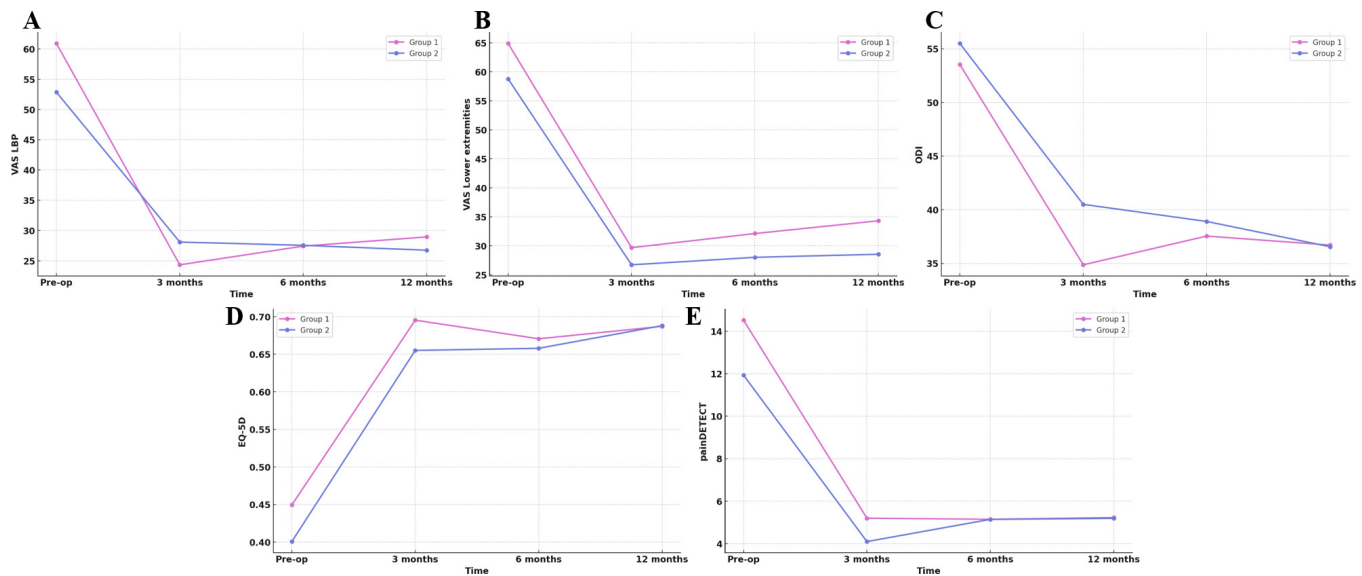 A
VAS LBP
60
55
50
45
40
35
30
25
Group 1
Group 2
Pre-op
3 months
6 months
12 months
Time
B
VAS Lower extremities
65
60
55
50
45
40
35
30
25
Group 1
Group 2
Pre-op
3 months
6 months
12 months
Time
C
ODI
55
50
45
40
35
Group 1
Group 2
Pre-op
3 months
6 months
12 months
Time
D
EQ-5D
0.70
0.65
0.60
0.55
0.50
0.45
0.40
Group 1
Group 2
Pre-op
3 months
6 months
12 months
Time
E
painDETECT
14
12
10
8
6
4
Group 1
Group 2
Pre-op
3 months
6 months
12 months
Time